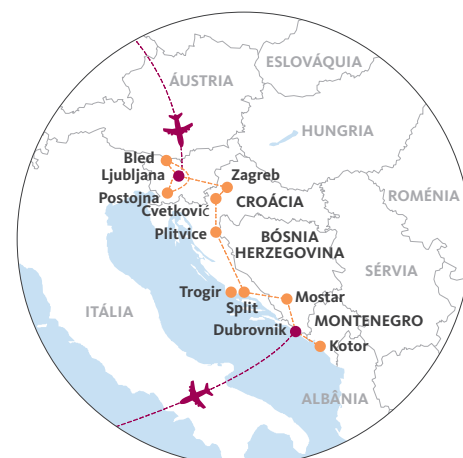 ESLOVÁQUIA
ÁUSTRIA
HUNGRIA
Bled
Ljubljana
Zagreb
ROMÉNIA
Postojna
CROÁCIA
Cvetković
Plitvice
BÓSNIA
HERZEGOVINA
SÉRVIA
Trogir
Mostar
ITÁLIA
Split
MONTENEGRO
Dubrovnik
Kotor
ALBÂNIA